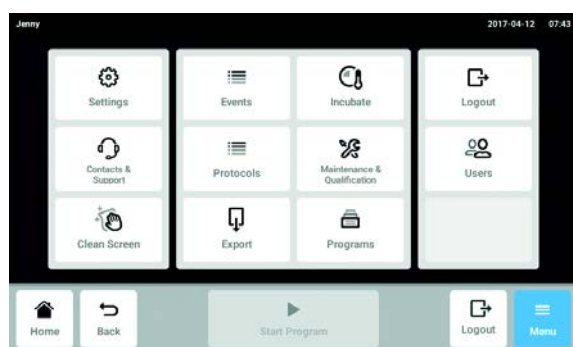 Jenny
2017-04-12 07:43
Settings
Events
Incubate
Logout
Contacts &
Support
Protocols
Maintenance &
Qualification
Users
Clean Screen
Export
Programs
Home
Back
Start Program
Logout
Menu